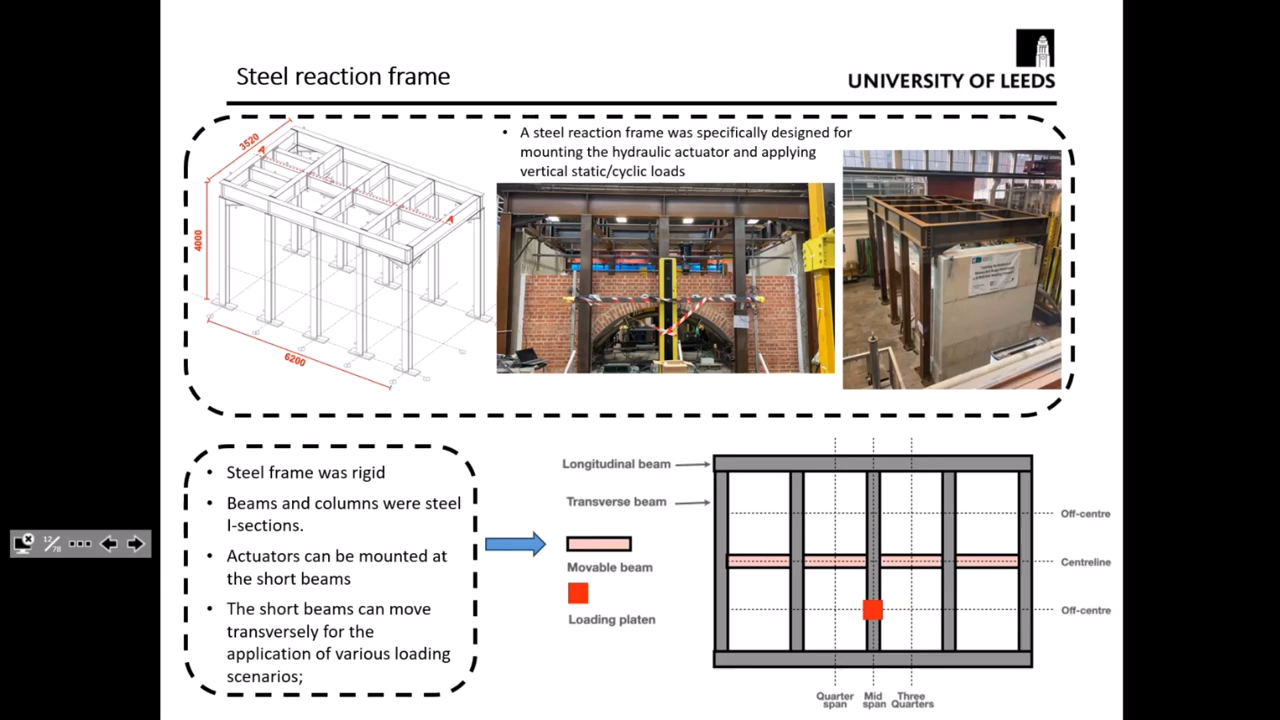 Steel reaction frame
UNIVERSITY OF LEEDS
3520
A
A
4000
6200
• A steel reaction frame was specifically designed for
mounting the hydraulic actuator and applying
vertical static/cyclic loads
• Steel frame was rigid
• Beams and columns were steel
I-sections.
• Actuators can be mounted at
the short beams
• The short beams can move
transversely for the
application of various loading
scenarios;
Longitudinal beam
Transverse beam
Movable beam
Loading platen
Off-centre
Centreline
Off-centre
Quarter
span
Mid
span
Three
Quarters
12/78